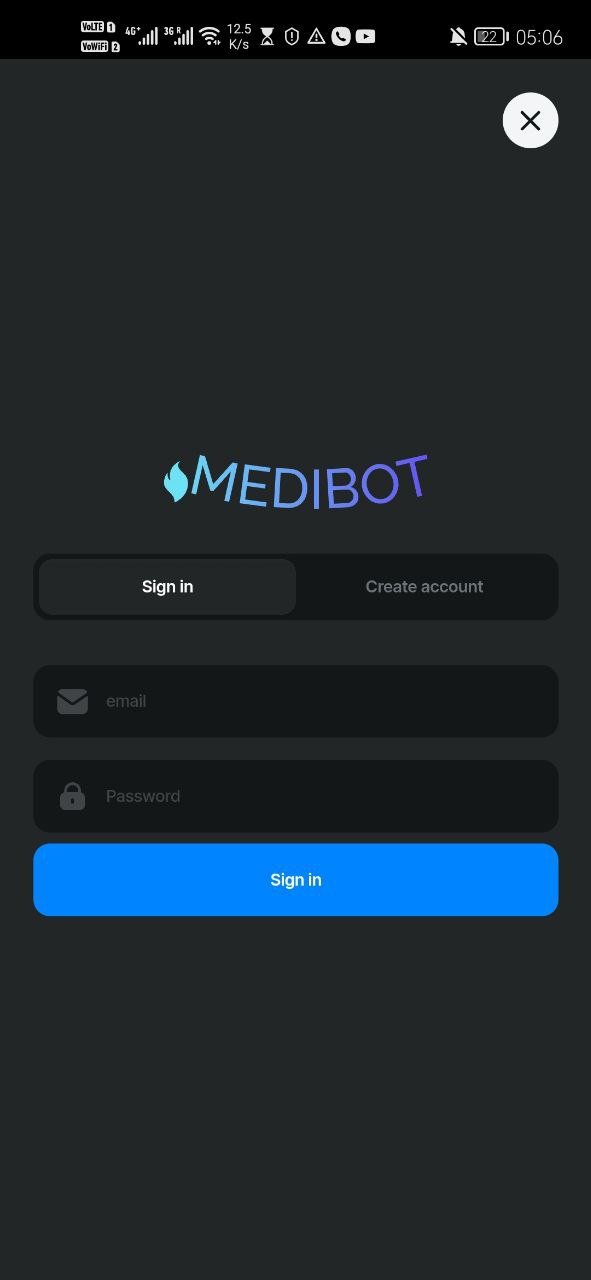 VoLTE 1 4G+ 3G R 12.5 22 05:06
VoWiFi 2 K/s
MEDIBOT
Sign in Create account
email
Password
Sign in